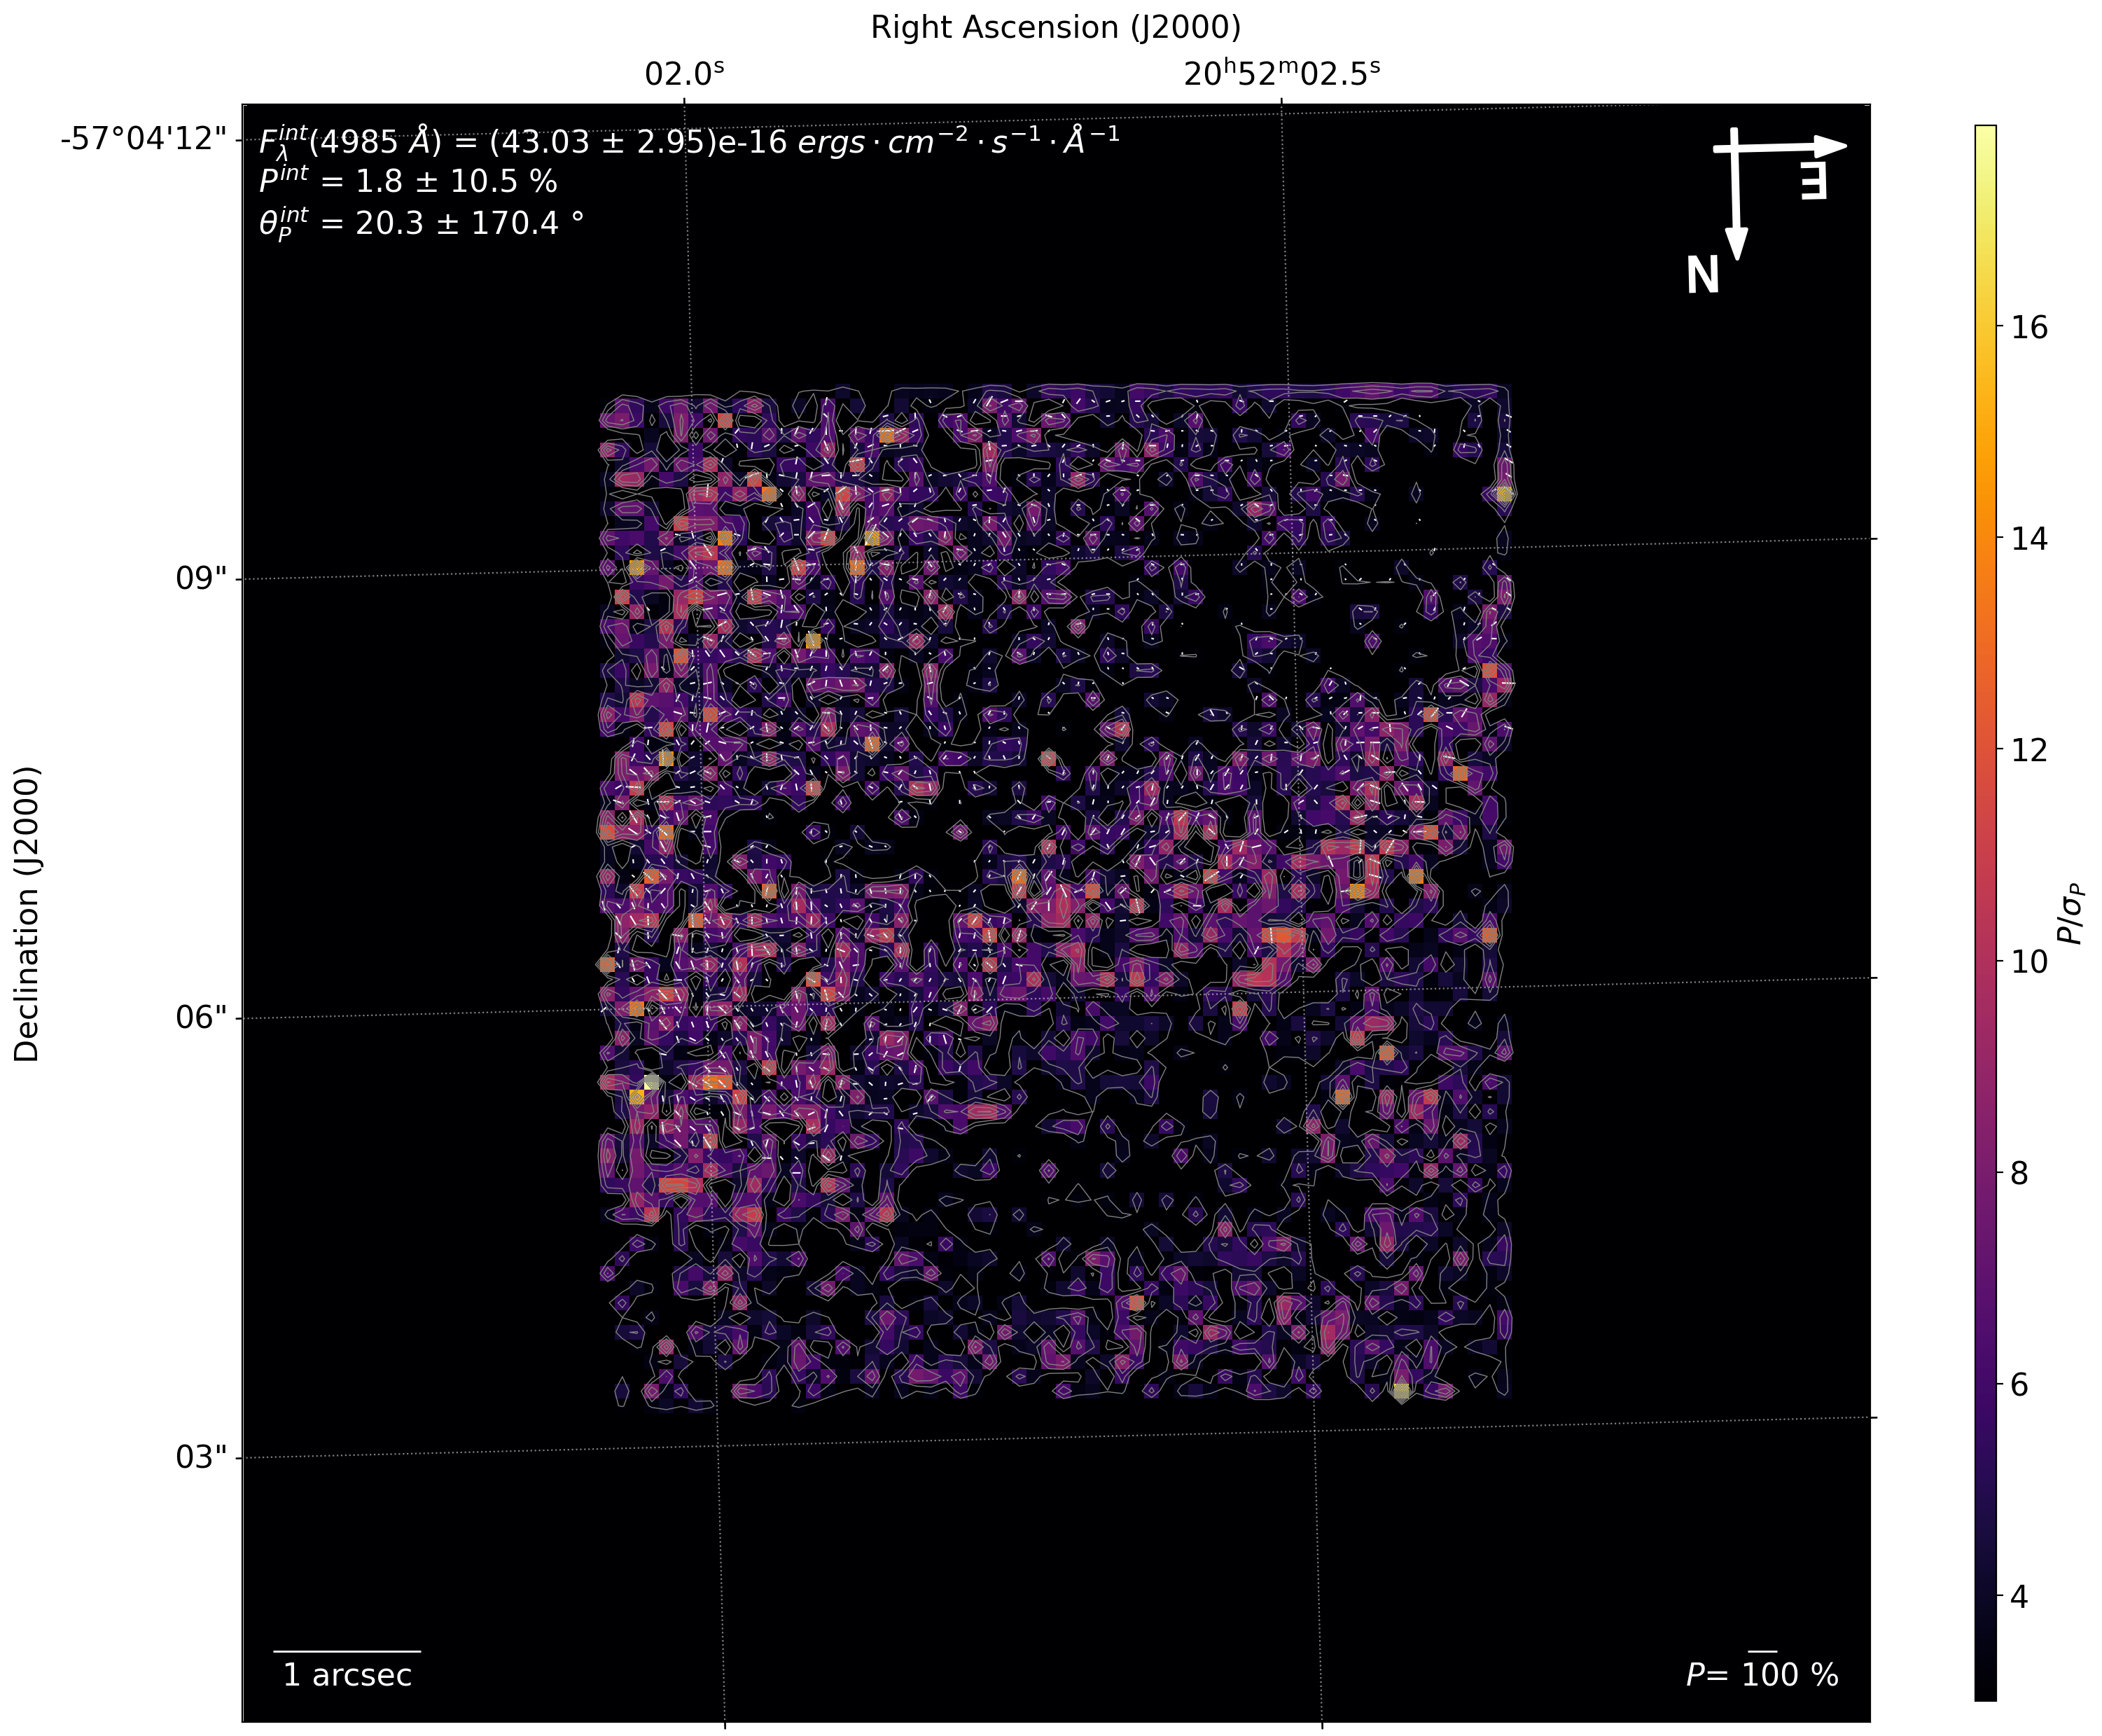 Right Ascension (J2000)
02.0ˢ 20ʰ52ᵐ02.5ˢ
-57°04'12"
F_λ^int(4985 Å) = (43.03 ± 2.95)e-16 ergs · cm⁻² · s⁻¹ · Å⁻¹
P^int = 1.8 ± 10.5 %
θ_P^int = 20.3 ± 170.4 °
E
N
09"
06"
03"
Declination (J2000)
1 arcsec
P= 100 %
16
14
12
10
8
6
4
P/σ_P